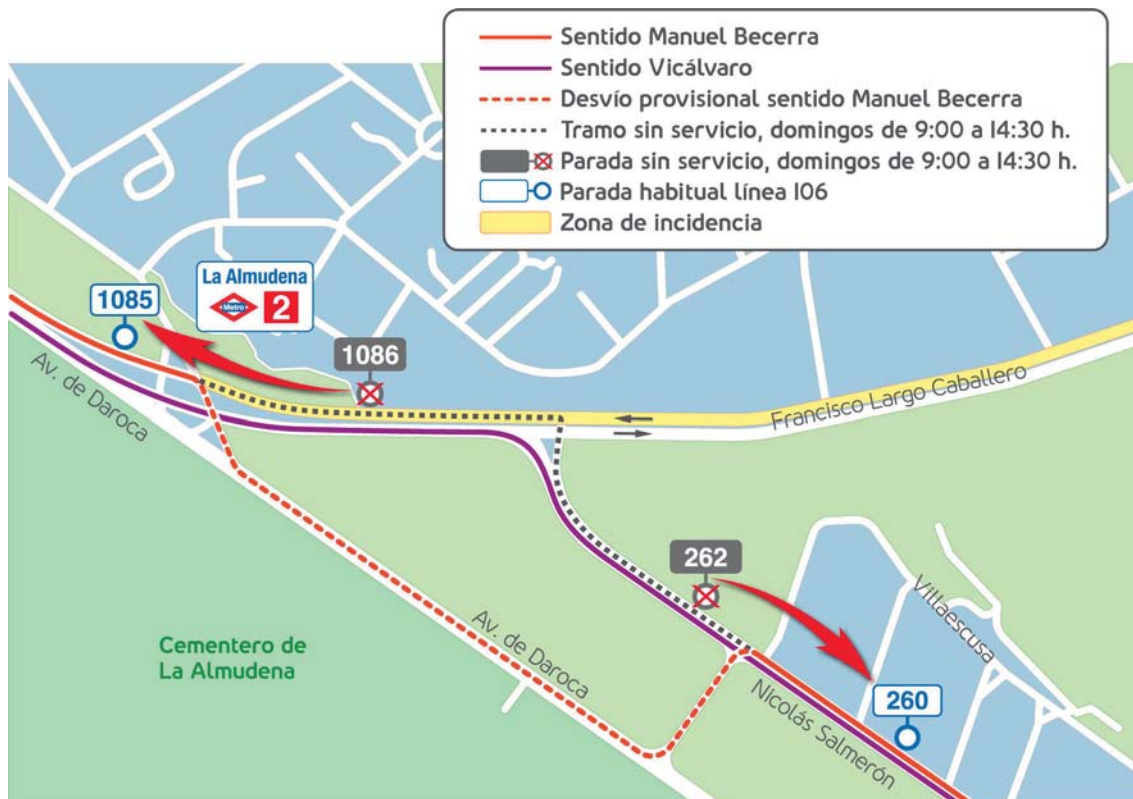 Sentido Manuel Becerra
Sentido Vicálvaro
Desvío provisional sentido Manuel Becerra
Tramo sin servicio, domingos de 9:00 a 14:30 h.
Parada sin servicio, domingos de 9:00 a 14:30 h.
Parada habitual línea 106
Zona de incidencia
La Almudena
Metro 2
1085
1086
Av. de Daroca
Francisco Largo Caballero
262
Villaescusa
Av. de Daroca
Cementero de
La Almudena
260
Nicolás Salmerón